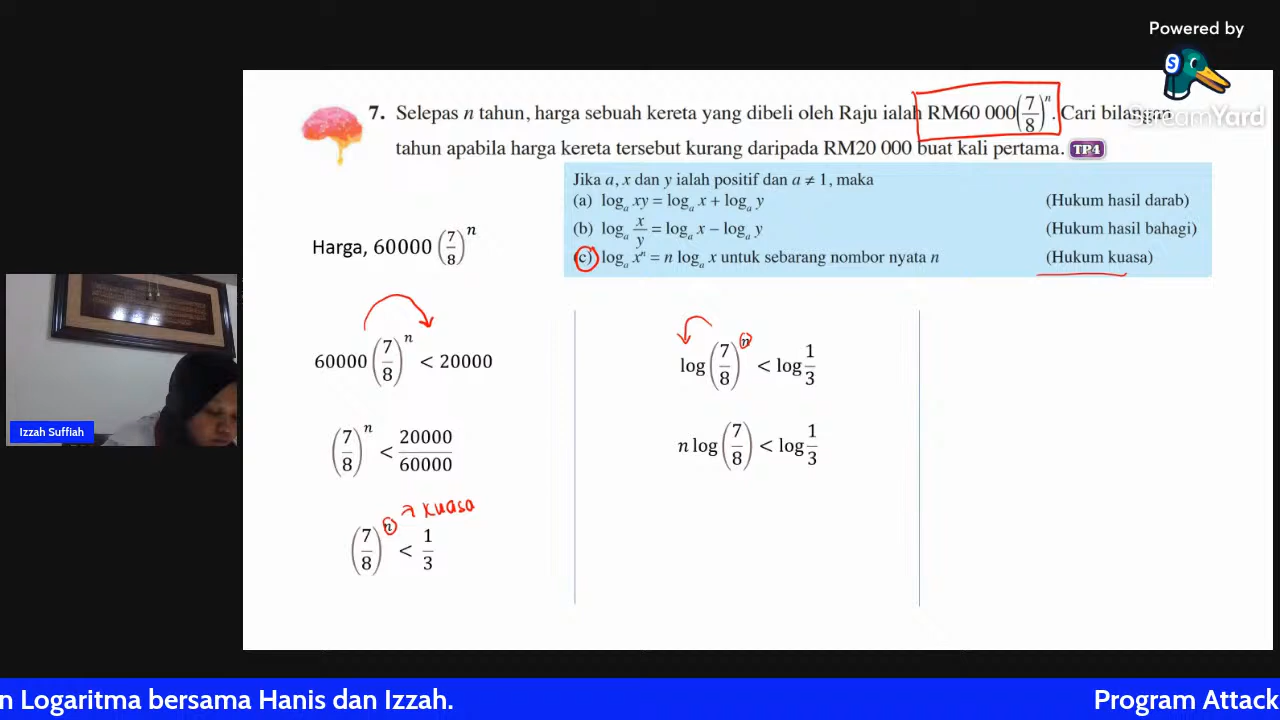 Powered by
StreamYard
7. Selepas n tahun, harga sebuah kereta yang dibeli oleh Raju ialah RM60 000(7/8)^n. Cari bilangan
tahun apabila harga kereta tersebut kurang daripada RM20 000 buat kali pertama. TP4
Jika a, x dan y ialah positif dan a ≠ 1, maka
(a) log_a xy = log_a x + log_a y (Hukum hasil darab)
(b) log_a x/y = log_a x – log_a y (Hukum hasil bahagi)
(c) log_a x^n = n log_a x untuk sebarang nombor nyata n (Hukum kuasa)
Harga, 60000 (7/8)^n
60000 (7/8)^n < 20000
(7/8)^n < 20000/60000
→ kuasa
(7/8)^n < 1/3
log (7/8)^n < log 1/3
n log (7/8) < log 1/3
Izzah Suffiah
n Logaritma bersama Hanis dan Izzah. Program Attack